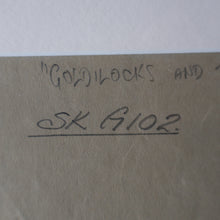 "GOLDILOCKS AND
SK G102.